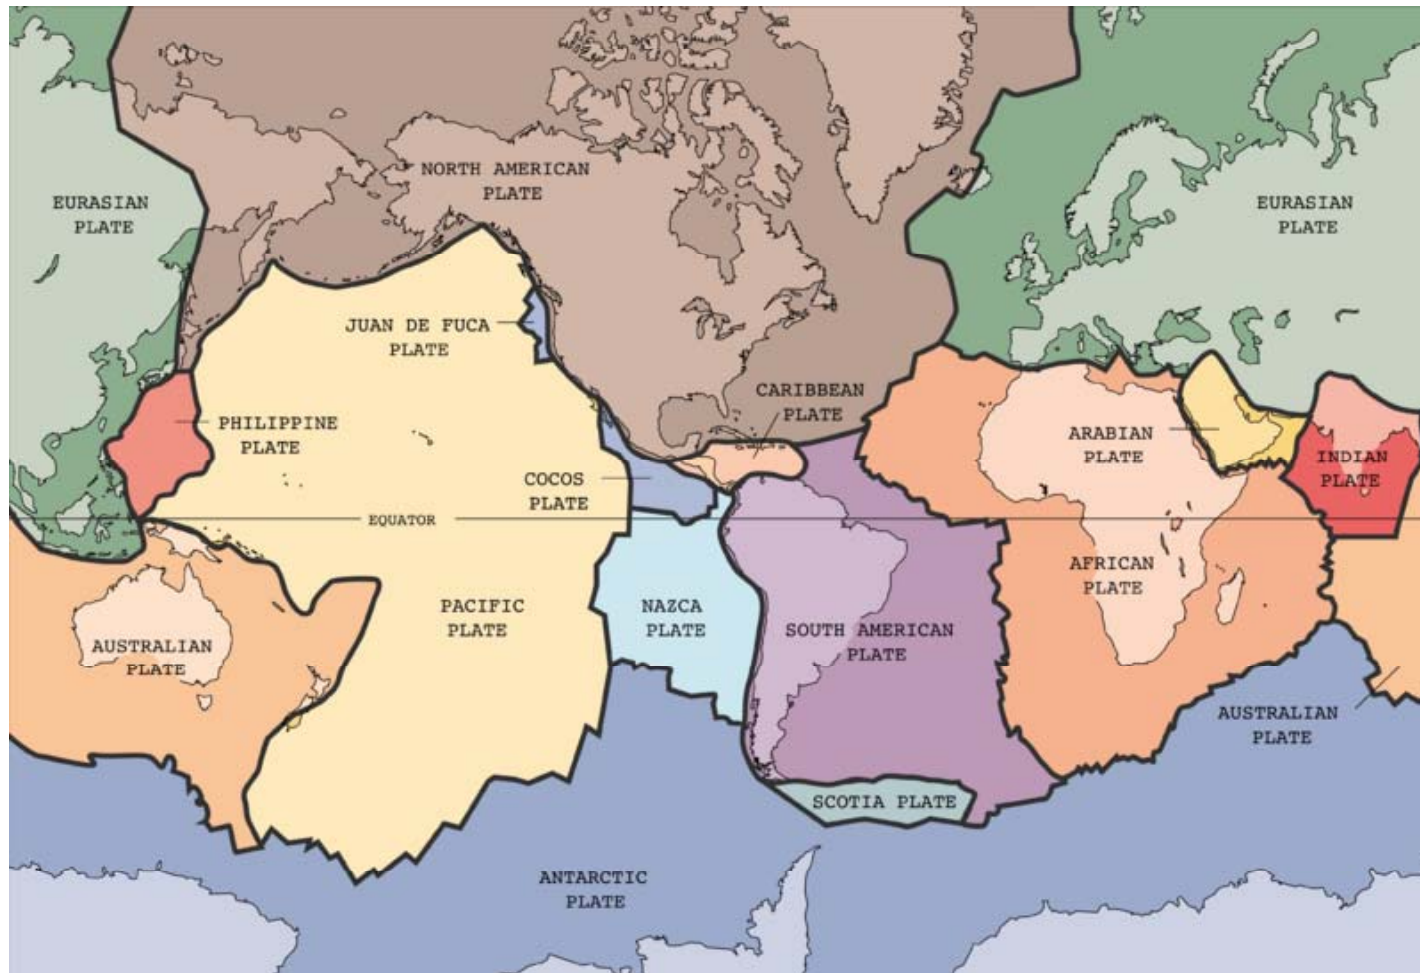 NORTH AMERICAN
PLATE
EURASIAN
PLATE
EURASIAN
PLATE
JUAN DE FUCA
PLATE
CARIBBEAN
PLATE
PHILIPPINE
PLATE
ARABIAN
PLATE
INDIAN
PLATE
COCOS
PLATE
EQUATOR
AFRICAN
PLATE
PACIFIC
PLATE
NAZCA
PLATE
SOUTH AMERICAN
PLATE
AUSTRALIAN
PLATE
AUSTRALIAN
PLATE
SCOTIA PLATE
ANTARCTIC
PLATE